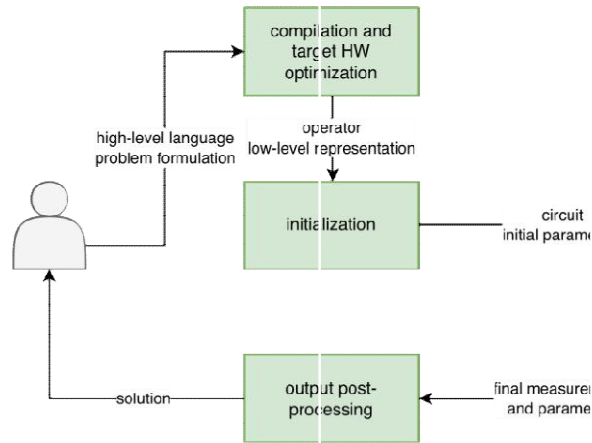 compilation and
target HW
optimization
operator
low-level representation
high-level language
problem formulation
initialization
circuit
initial
solution
output post-
processing
final
and